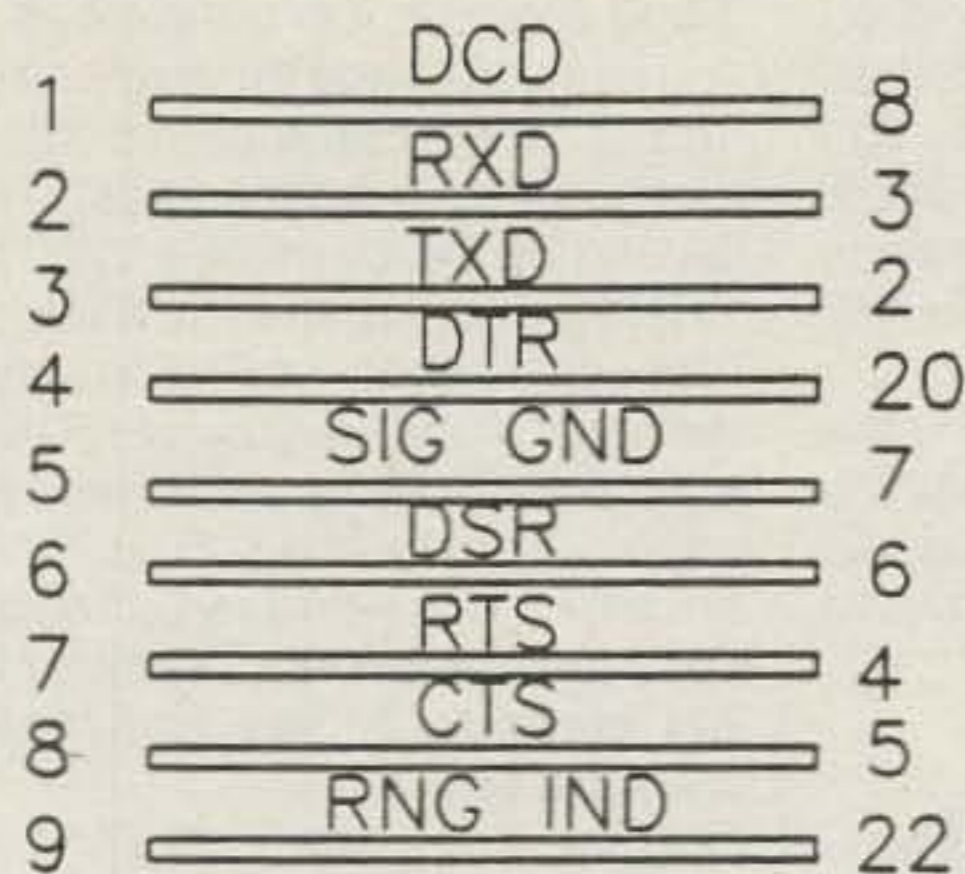 DCD
1 8
RXD
2 3
TXD
3 2
DTR
4 20
SIG GND
5 7
DSR
6 6
RTS
7 4
CTS
8 5
RNG IND
9 22